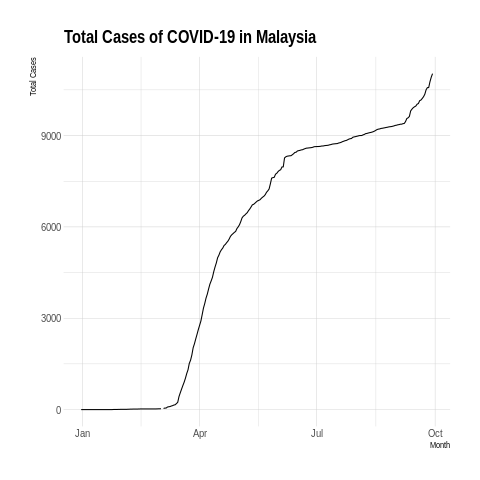 Total Cases of COVID-19 in Malaysia
Total Cases
9000
6000
3000
0
Jan Apr Jul Oct
Month